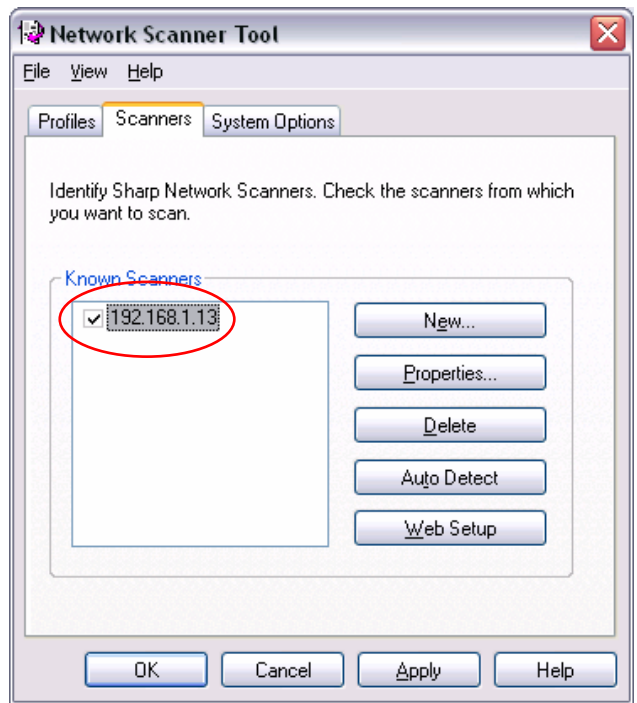 Network Scanner Tool
File View Help
Profiles Scanners System Options
Identify Sharp Network Scanners. Check the scanners from which
you want to scan.
Known Scanners
192.168.1.13
New...
Properties...
Delete
Auto Detect
Web Setup
OK Cancel Apply Help